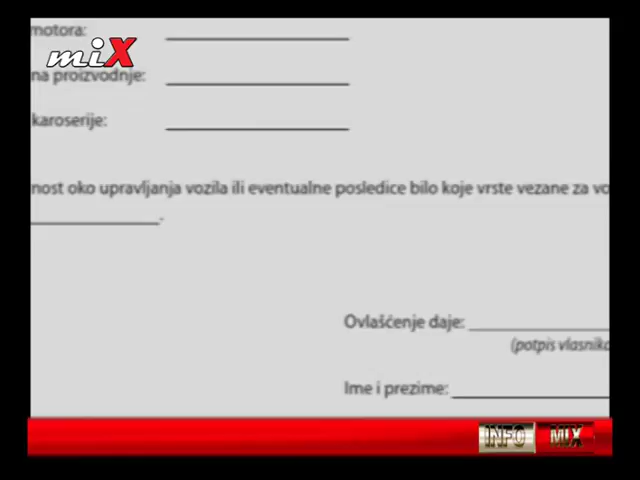 motora:
miX
na proizvodnje:
karoserije:
nost oko upravljanja vozila ili eventualne posledice bilo koje vrste vezane za vo
Ovlašćenje daje:
(potpis vlasnika
Ime i prezime:
INFO MIX